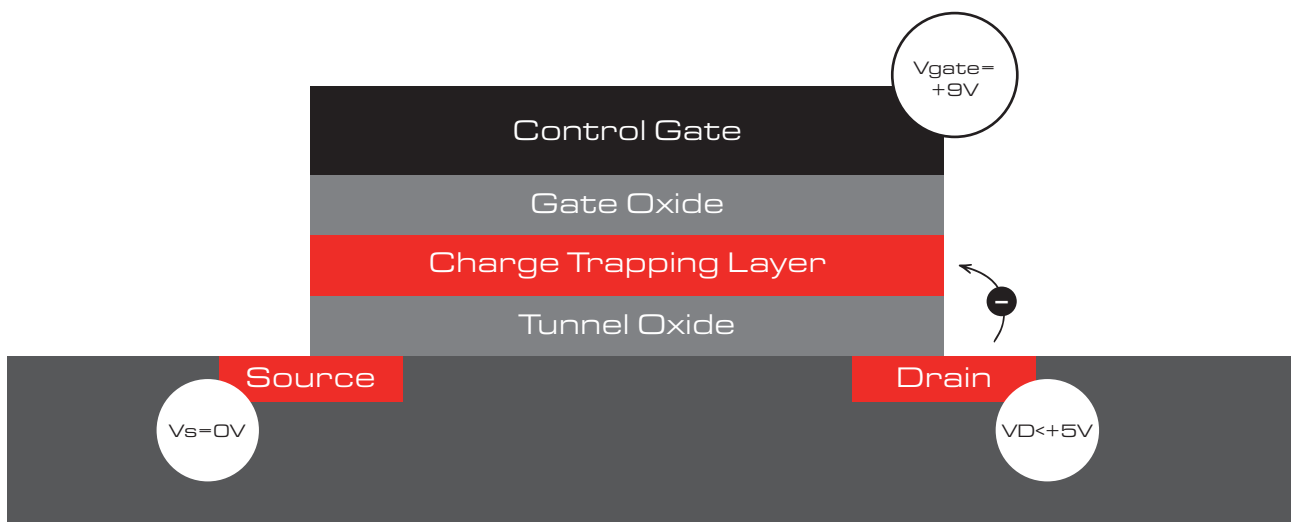 Vgate=
+9V
Control Gate
Gate Oxide
Charge Trapping Layer
−
Tunnel Oxide
Source
Drain
Vs=0V
VD<+5V